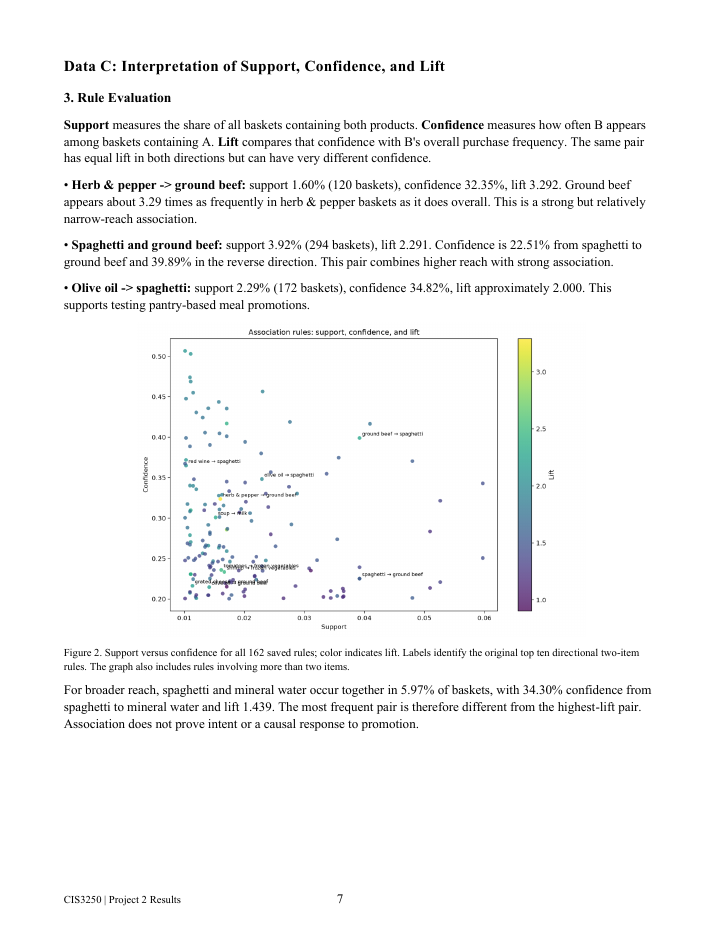 Data C: Interpretation of Support, Confidence, and Lift
3. Rule Evaluation
Support measures the share of all baskets containing both products. Confidence measures how often B appears
among baskets containing A. Lift compares that confidence with B's overall purchase frequency. The same pair
has equal lift in both directions but can have very different confidence.
• Herb & pepper -> ground beef: support 1.60% (120 baskets), confidence 32.35%, lift 3.292. Ground beef
appears about 3.29 times as frequently in herb & pepper baskets as it does overall. This is a strong but relatively
narrow-reach association.
• Spaghetti and ground beef: support 3.92% (294 baskets), lift 2.291. Confidence is 22.51% from spaghetti to
ground beef and 39.89% in the reverse direction. This pair combines higher reach with strong association.
• Olive oil -> spaghetti: support 2.29% (172 baskets), confidence 34.82%, lift approximately 2.000. This
supports testing pantry-based meal promotions.
Association rules: support, confidence, and lift
0.50
0.45
0.40
0.35
0.30
0.25
0.20
Confidence
ground beef → spaghetti
red wine → spaghetti
olive oil → spaghetti
herb & pepper → ground beef
soup → milk
spaghetti → ground beef
0.01
0.02
0.03
0.04
0.05
0.06
Support
3.0
2.5
2.0
1.5
1.0
Lift
Figure 2. Support versus confidence for all 162 saved rules; color indicates lift. Labels identify the original top ten directional two-item
rules. The graph also includes rules involving more than two items.
For broader reach, spaghetti and mineral water occur together in 5.97% of baskets, with 34.30% confidence from
spaghetti to mineral water and lift 1.439. The most frequent pair is therefore different from the highest-lift pair.
Association does not prove intent or a causal response to promotion.
CIS3250 | Project 2 Results
7